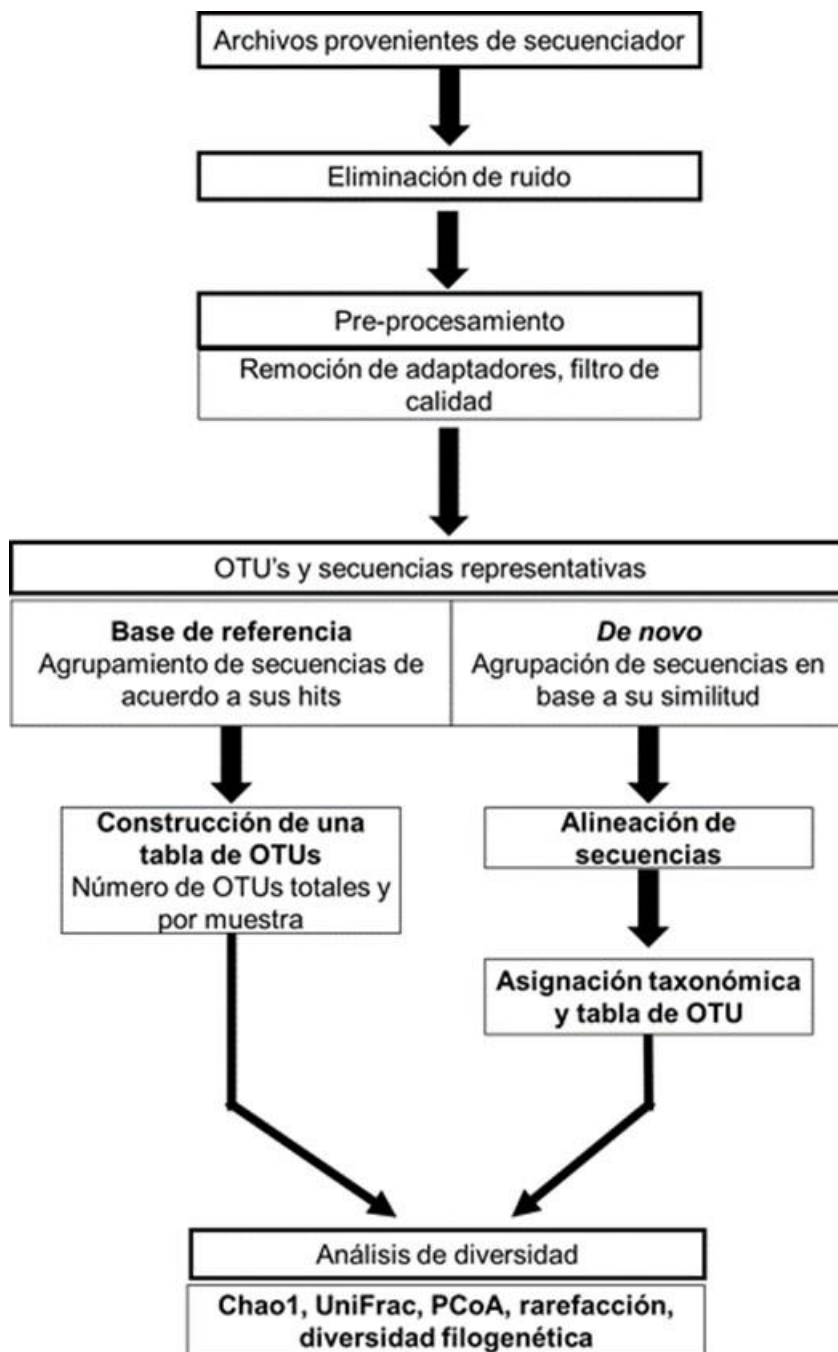 Archivos provenientes de secuenciador
Eliminación de ruido
Pre-procesamiento
Remoción de adaptadores, filtro de
calidad
OTU's y secuencias representativas
Base de referencia
Agrupamiento de secuencias de
acuerdo a sus hits
De novo
Agrupación de secuencias en
base a su similitud
Construcción de una
tabla de OTUs
Número de OTUs totales y
por muestra
Alineación de
secuencias
Asignación taxonómica
y tabla de OTU
Análisis de diversidad
Chao1, UniFrac, PCoA, rarefacción,
diversidad filogenética